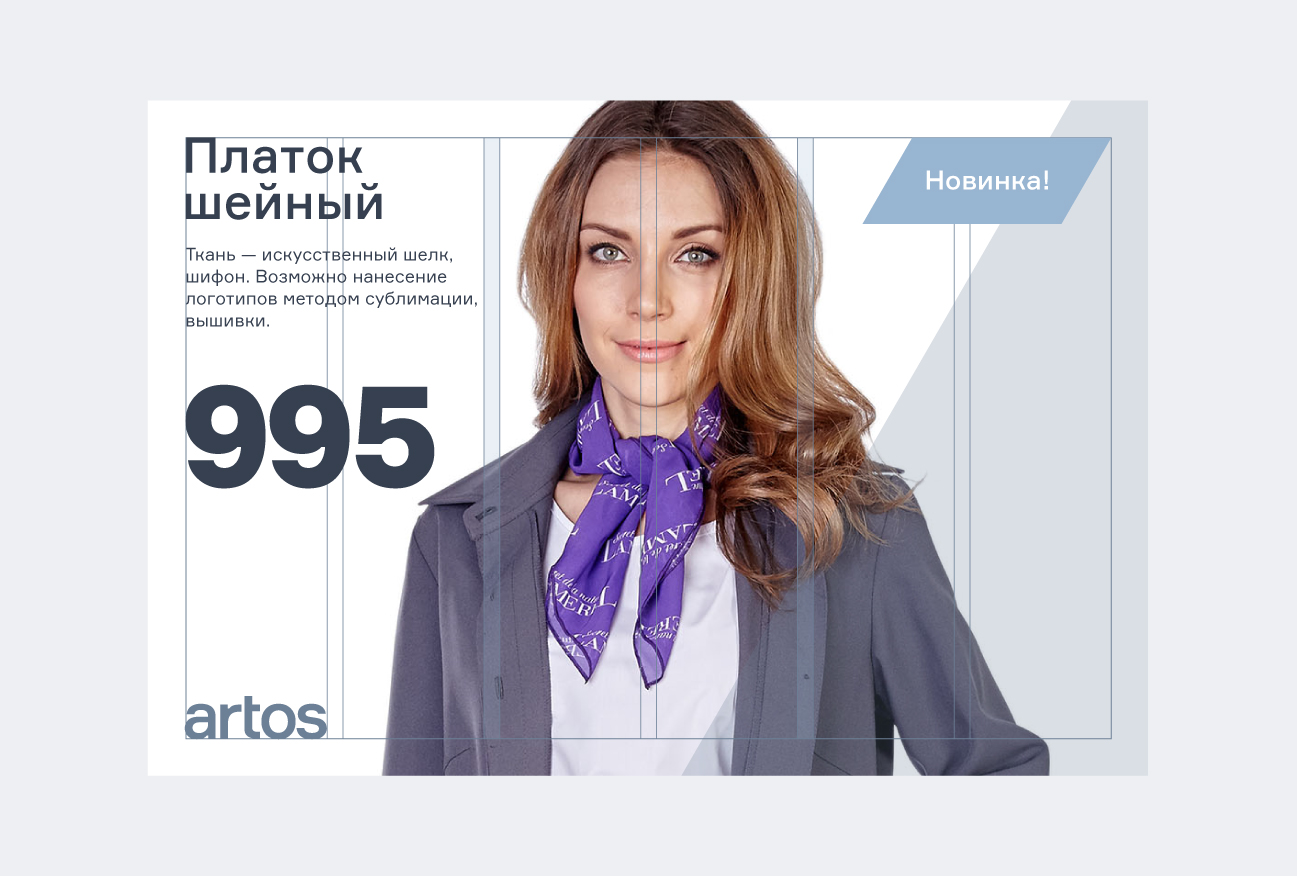 Платок
шейный
Новинка!
Ткань — искусственный шелк,
шифон. Возможно нанесение
логотипов методом сублимации,
вышивки.
995
artos